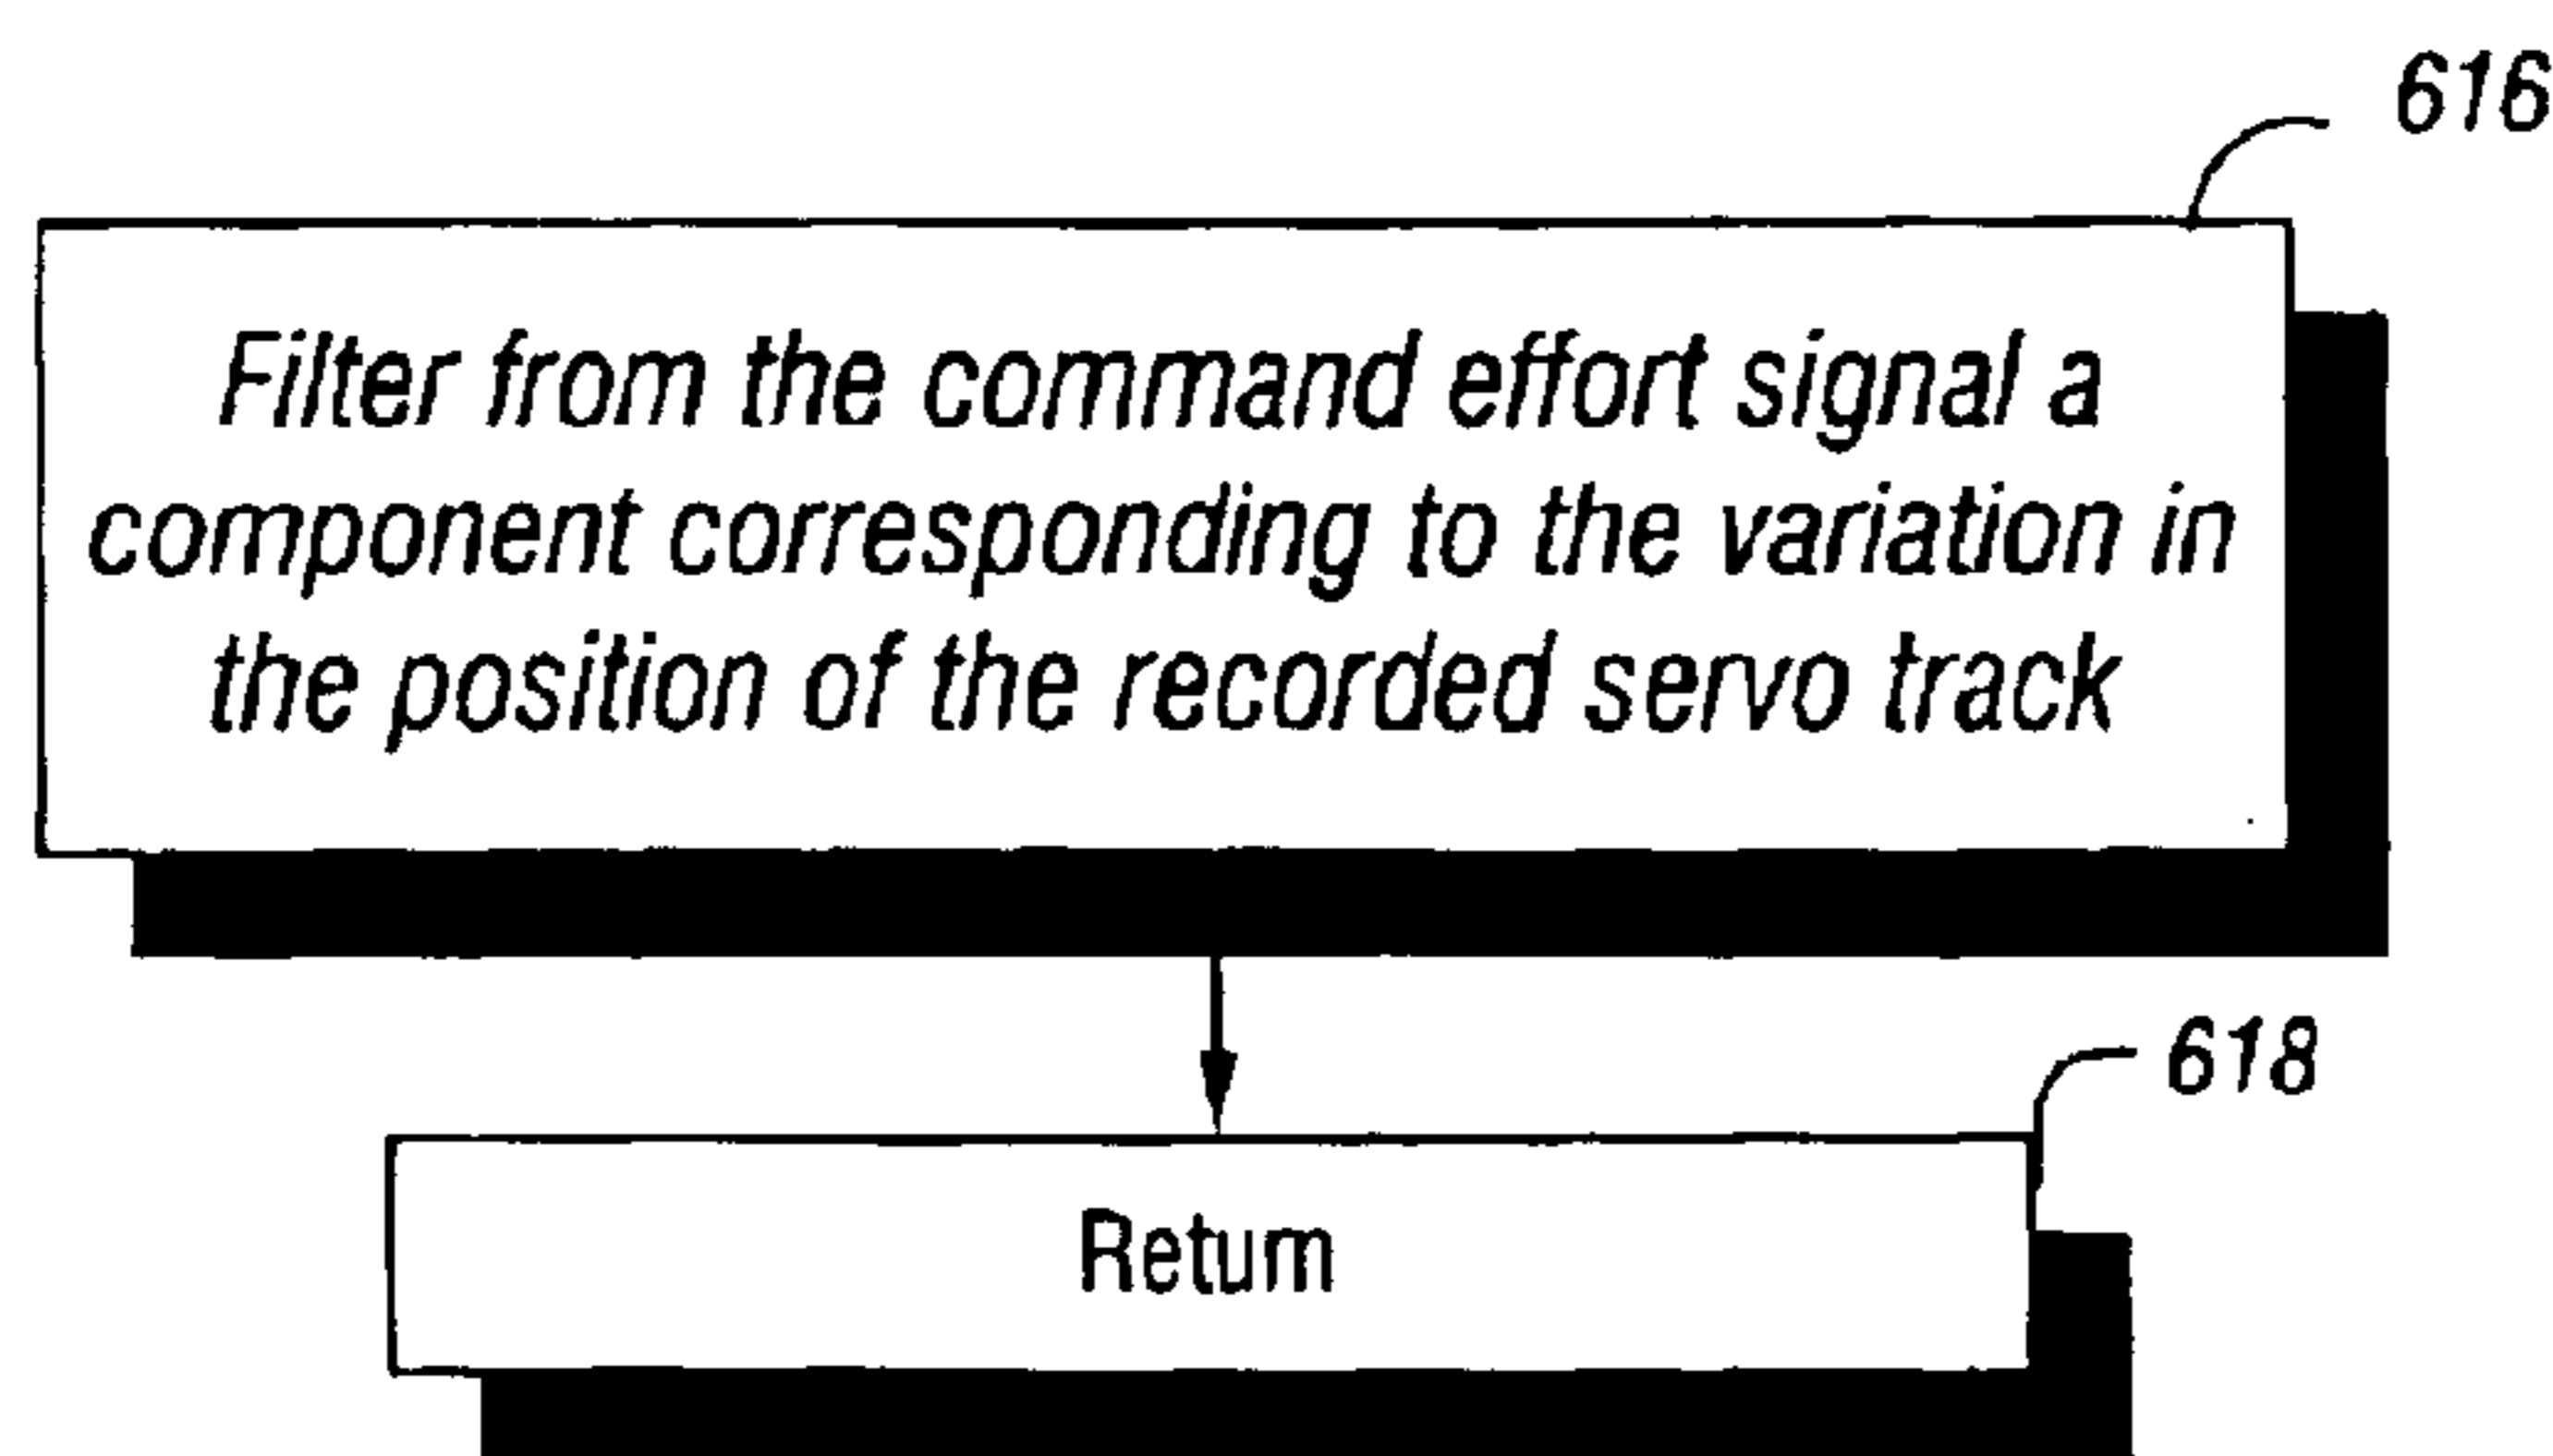 616
Filter from the command effort signal a
component corresponding to the variation in
the position of the recorded servo track
618
Return